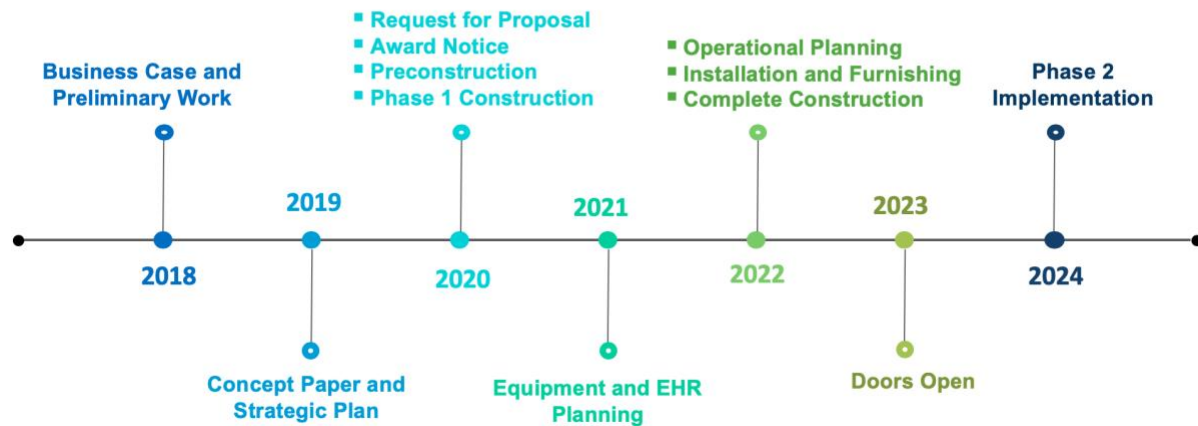 Business Case and
Preliminary Work
2018
2019
Concept Paper and
Strategic Plan
▪ Request for Proposal
▪ Award Notice
▪ Preconstruction
▪ Phase 1 Construction
2020
2021
Equipment and EHR
Planning
▪ Operational Planning
▪ Installation and Furnishing
▪ Complete Construction
2022
2023
Doors Open
Phase 2
Implementation
2024